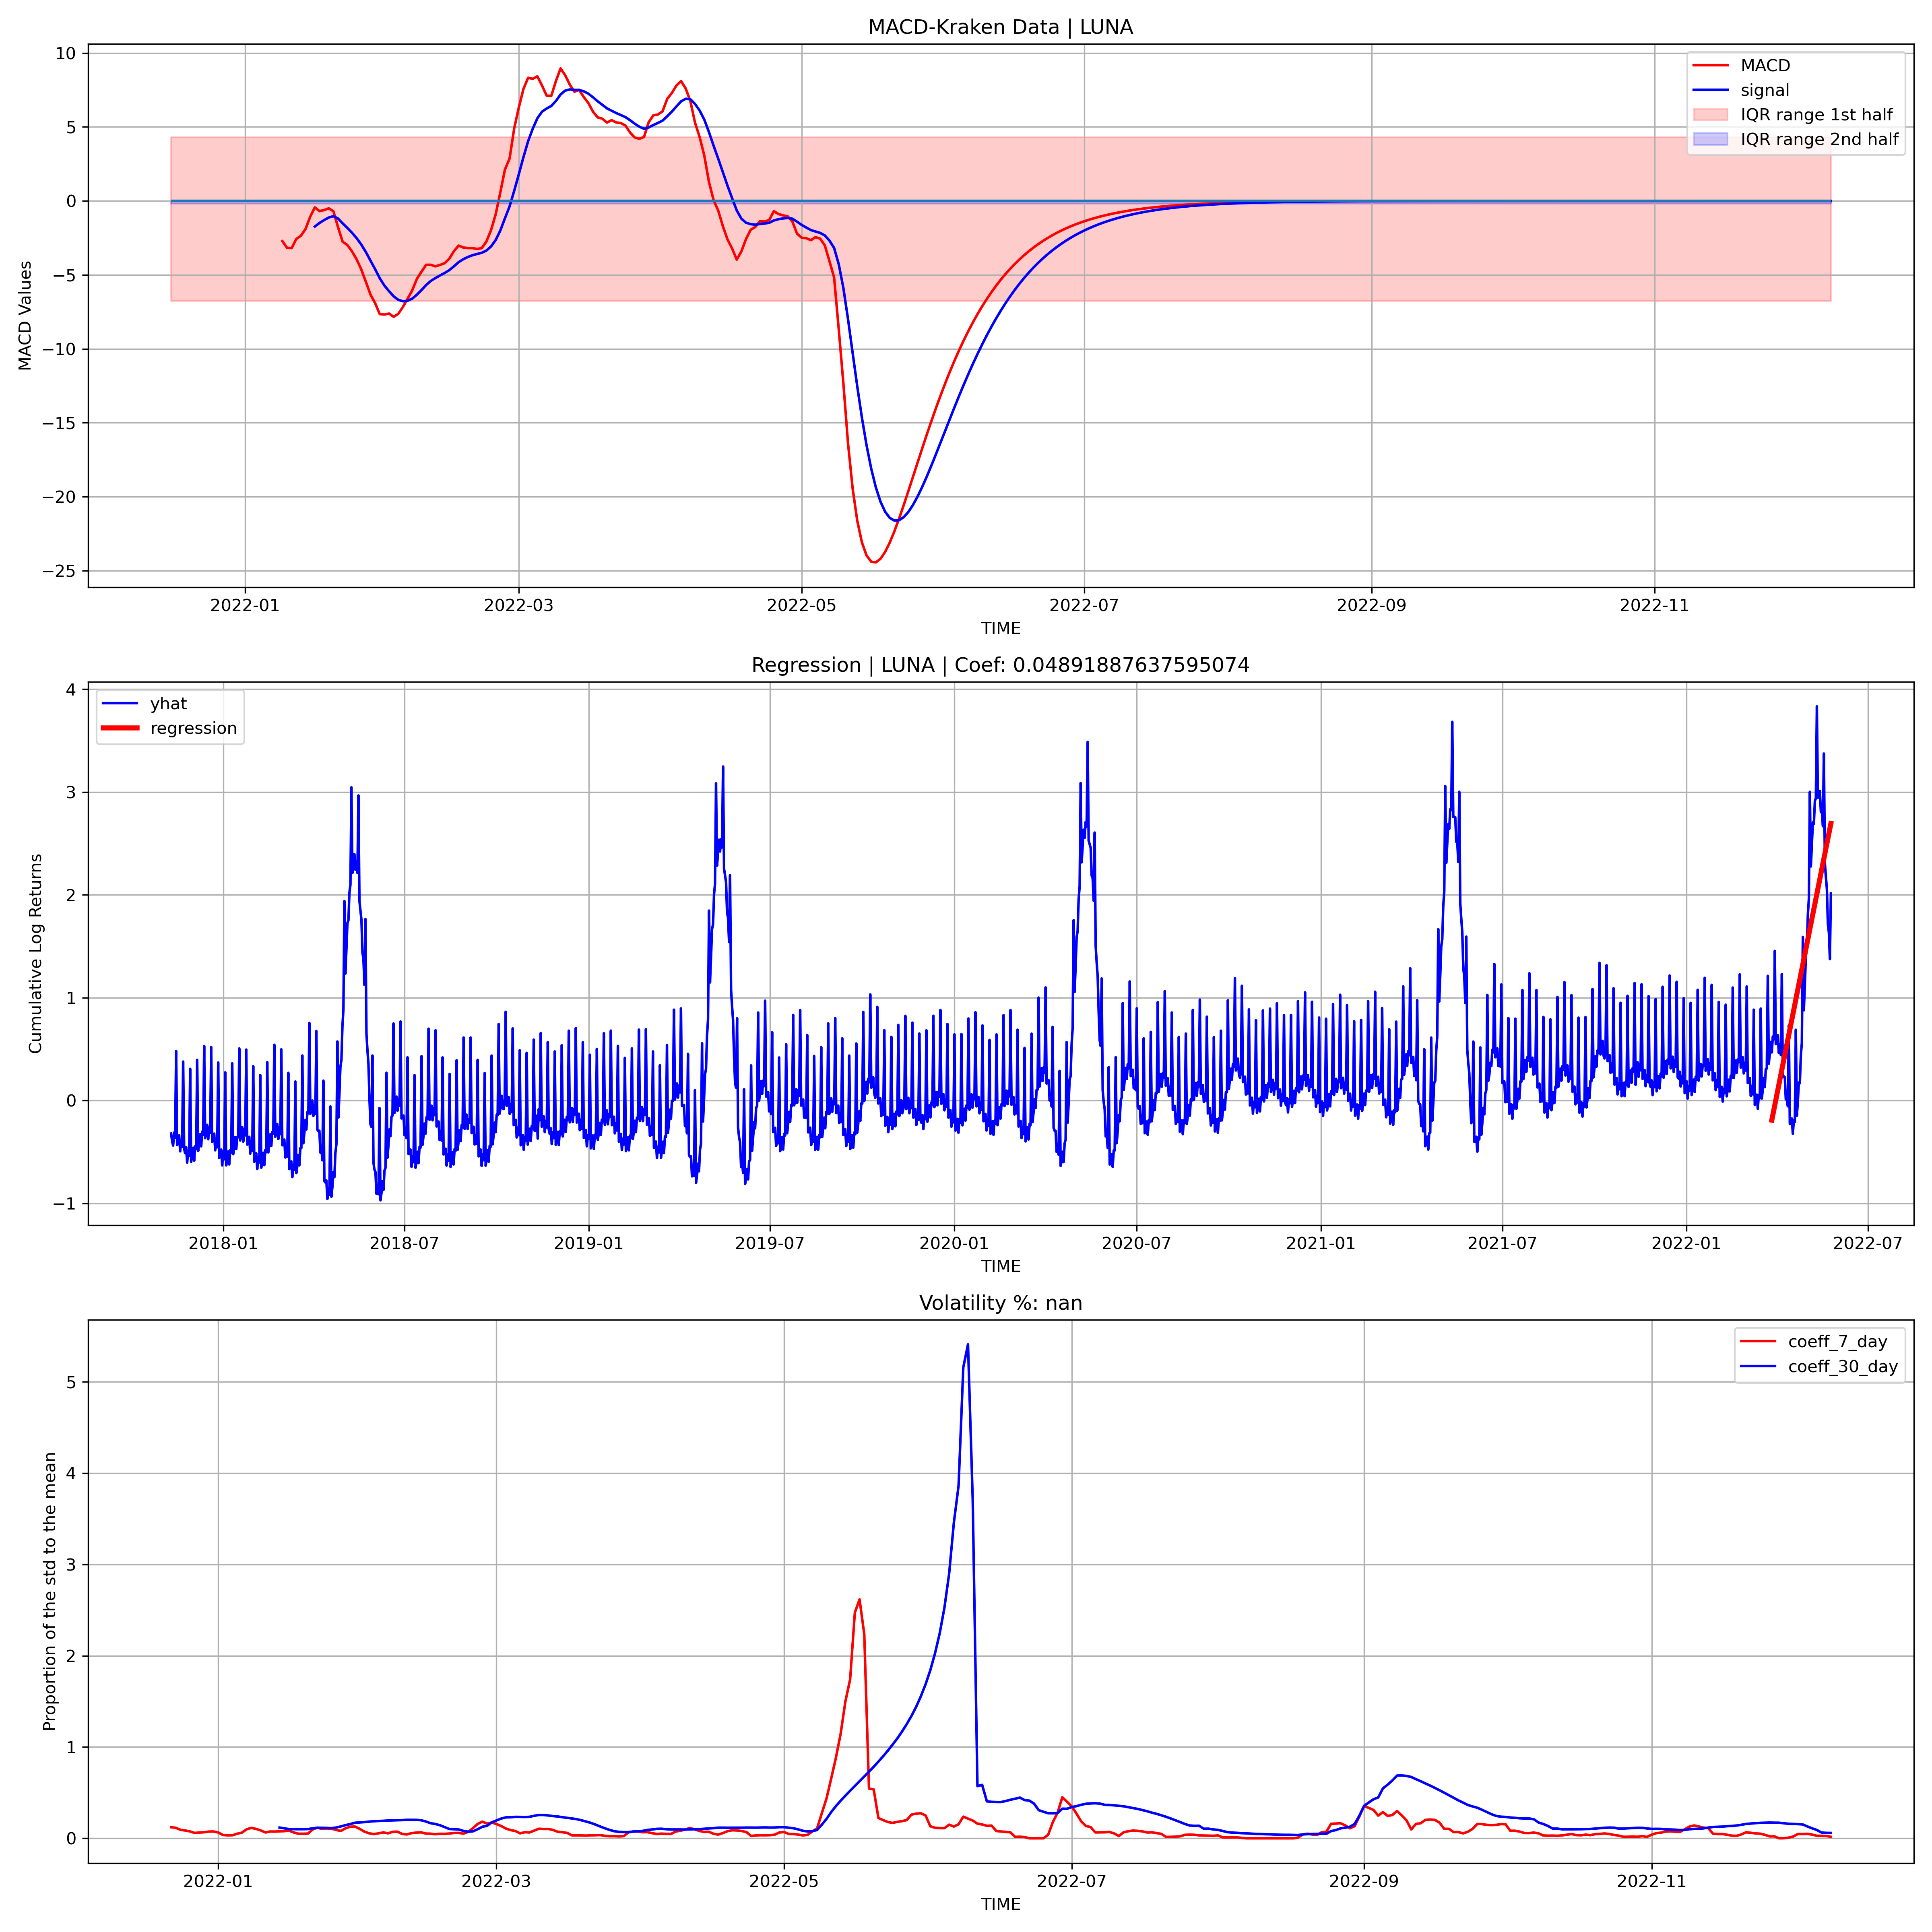 MACD-Kraken Data | LUNA
10
5
0
−5
−10
−15
−20
−25
MACD Values
MACD
signal
IQR range 1st half
IQR range 2nd half
2022-01 2022-03 2022-05 2022-07 2022-09 2022-11
TIME
Regression | LUNA | Coef: 0.04891887637595074
4
3
2
1
0
−1
Cumulative Log Returns
yhat
regression
2018-01 2018-07 2019-01 2019-07 2020-01 2020-07 2021-01 2021-07 2022-01 2022-07
TIME
Volatility %: nan
5
4
3
2
1
0
Proportion of the std to the mean
coeff_7_day
coeff_30_day
2022-01 2022-03 2022-05 2022-07 2022-09 2022-11
TIME